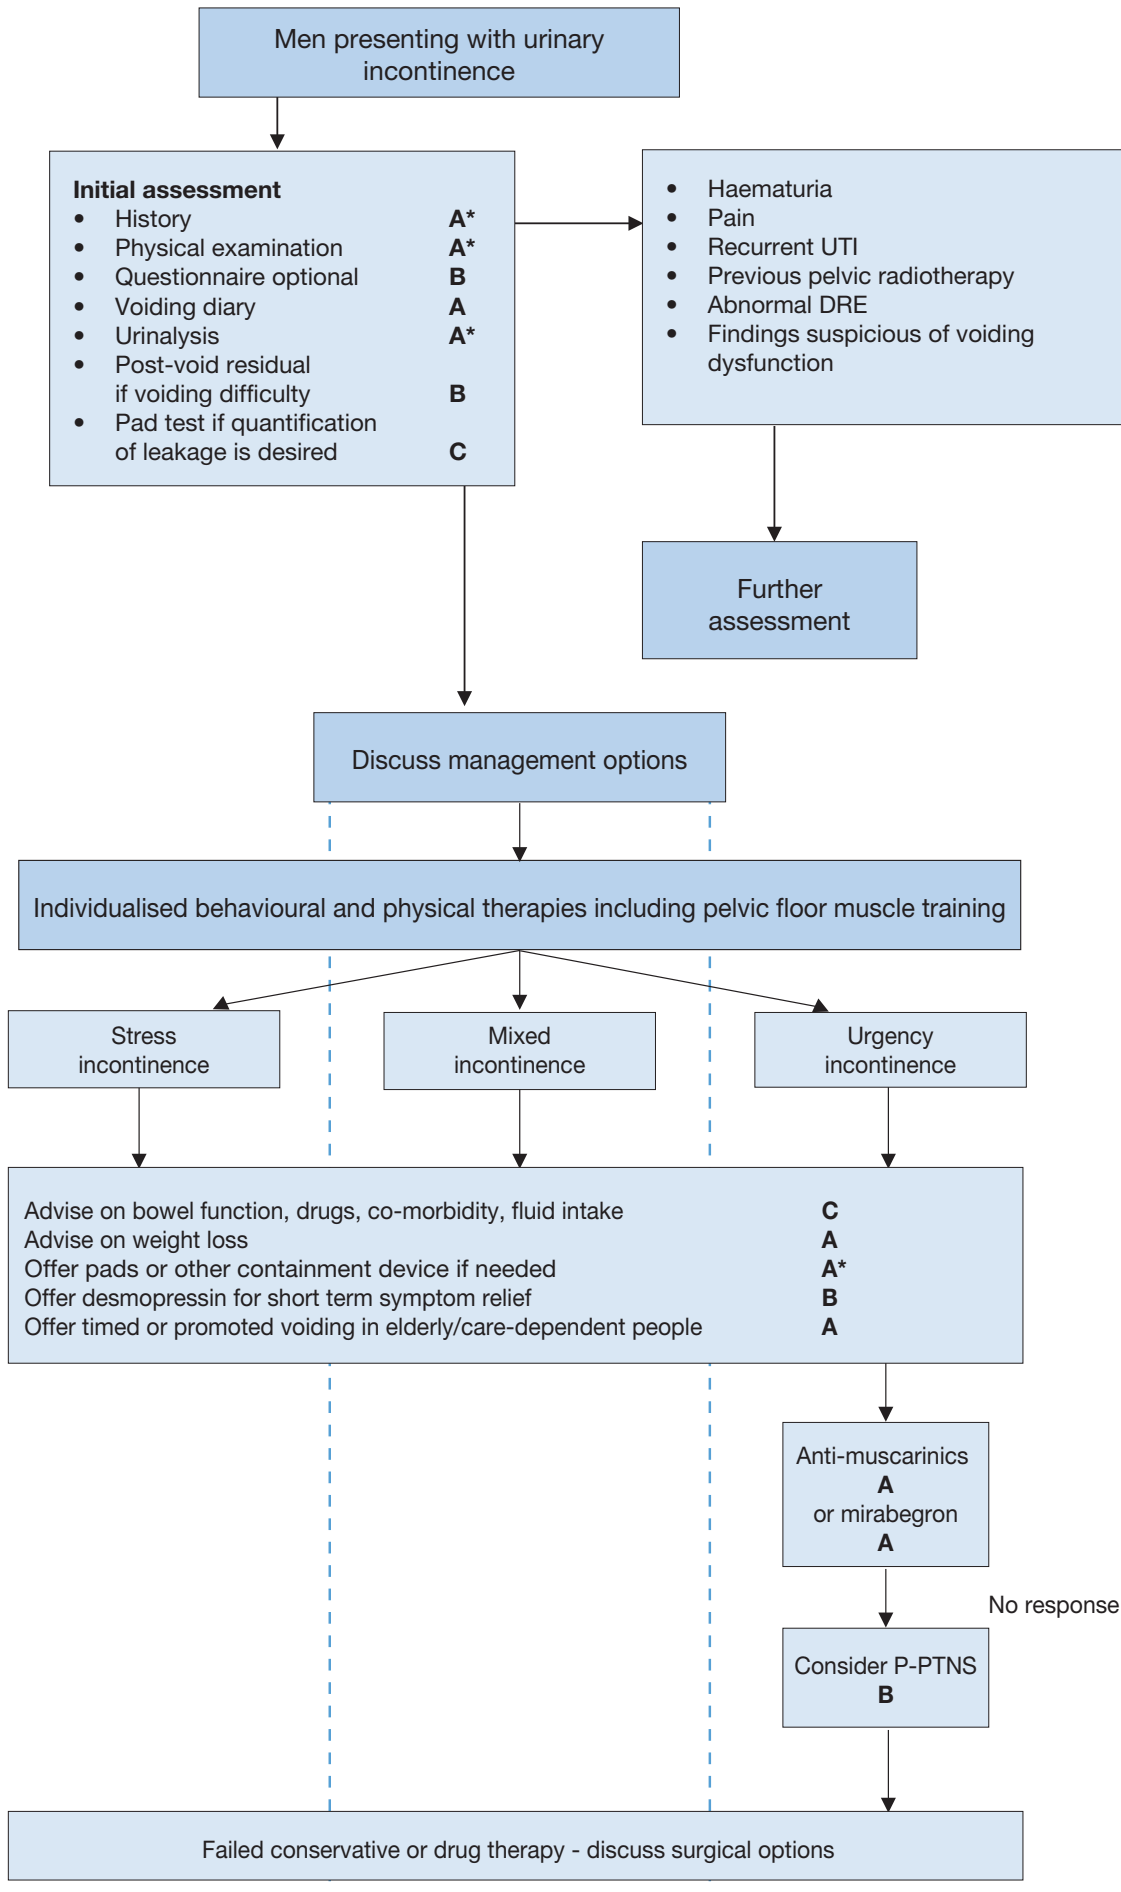 Men presenting with urinary
incontinence
Initial assessment
• History A*
• Physical examination A*
• Questionnaire optional B
• Voiding diary A
• Urinalysis A*
• Post-void residual
if voiding difficulty B
• Pad test if quantification
of leakage is desired C
• Haematuria
• Pain
• Recurrent UTI
• Previous pelvic radiotherapy
• Abnormal DRE
• Findings suspicious of voiding
dysfunction
Further
assessment
Discuss management options
Individualised behavioural and physical therapies including pelvic floor muscle training
Stress
incontinence
Mixed
incontinence
Urgency
incontinence
Advise on bowel function, drugs, co-morbidity, fluid intake C
Advise on weight loss A
Offer pads or other containment device if needed A*
Offer desmopressin for short term symptom relief B
Offer timed or promoted voiding in elderly/care-dependent people A
Anti-muscarinics
A
or mirabegron
A
No response
Consider P-PTNS
B
Failed conservative or drug therapy - discuss surgical options